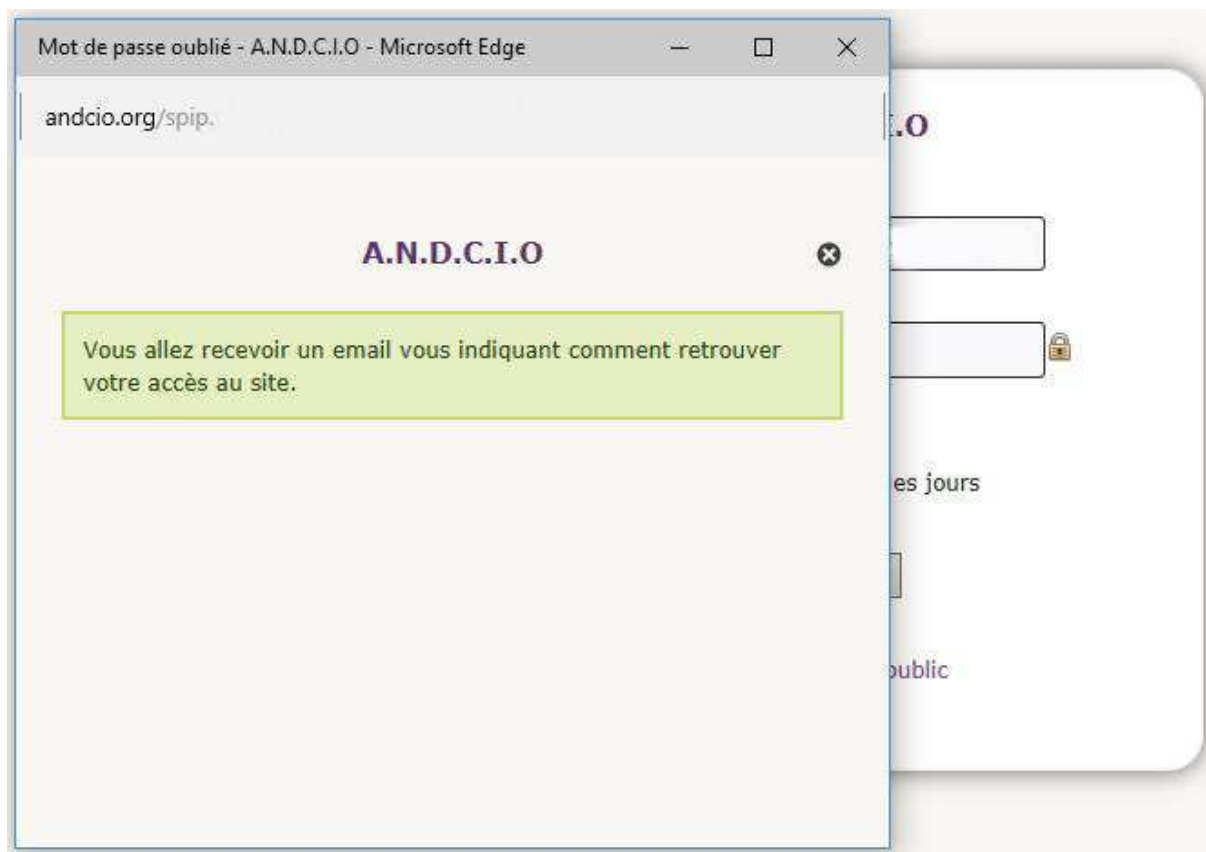 Mot de passe oublié - A.N.D.C.I.O - Microsoft Edge
andcio.org/spip.
A.N.D.C.I.O
Vous allez recevoir un email vous indiquant comment retrouver
votre accès au site.
.O
es jours
public